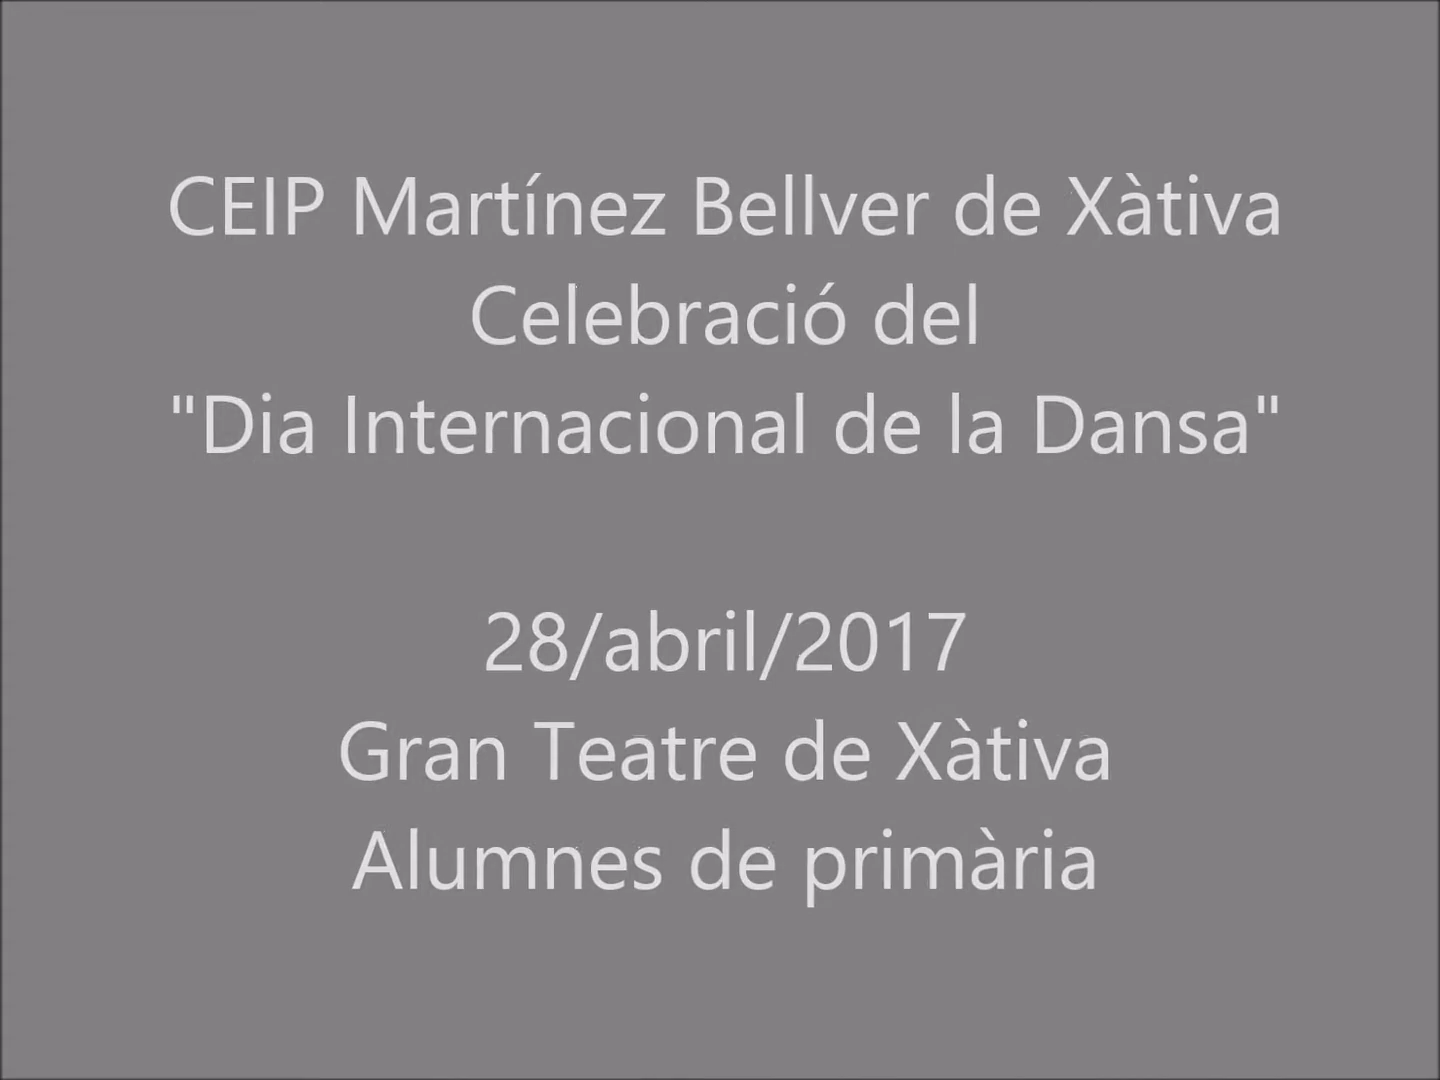 CEIP Martínez Bellver de Xàtiva
Celebració del
"Dia Internacional de la Dansa"
28/abril/2017
Gran Teatre de Xàtiva
Alumnes de primària